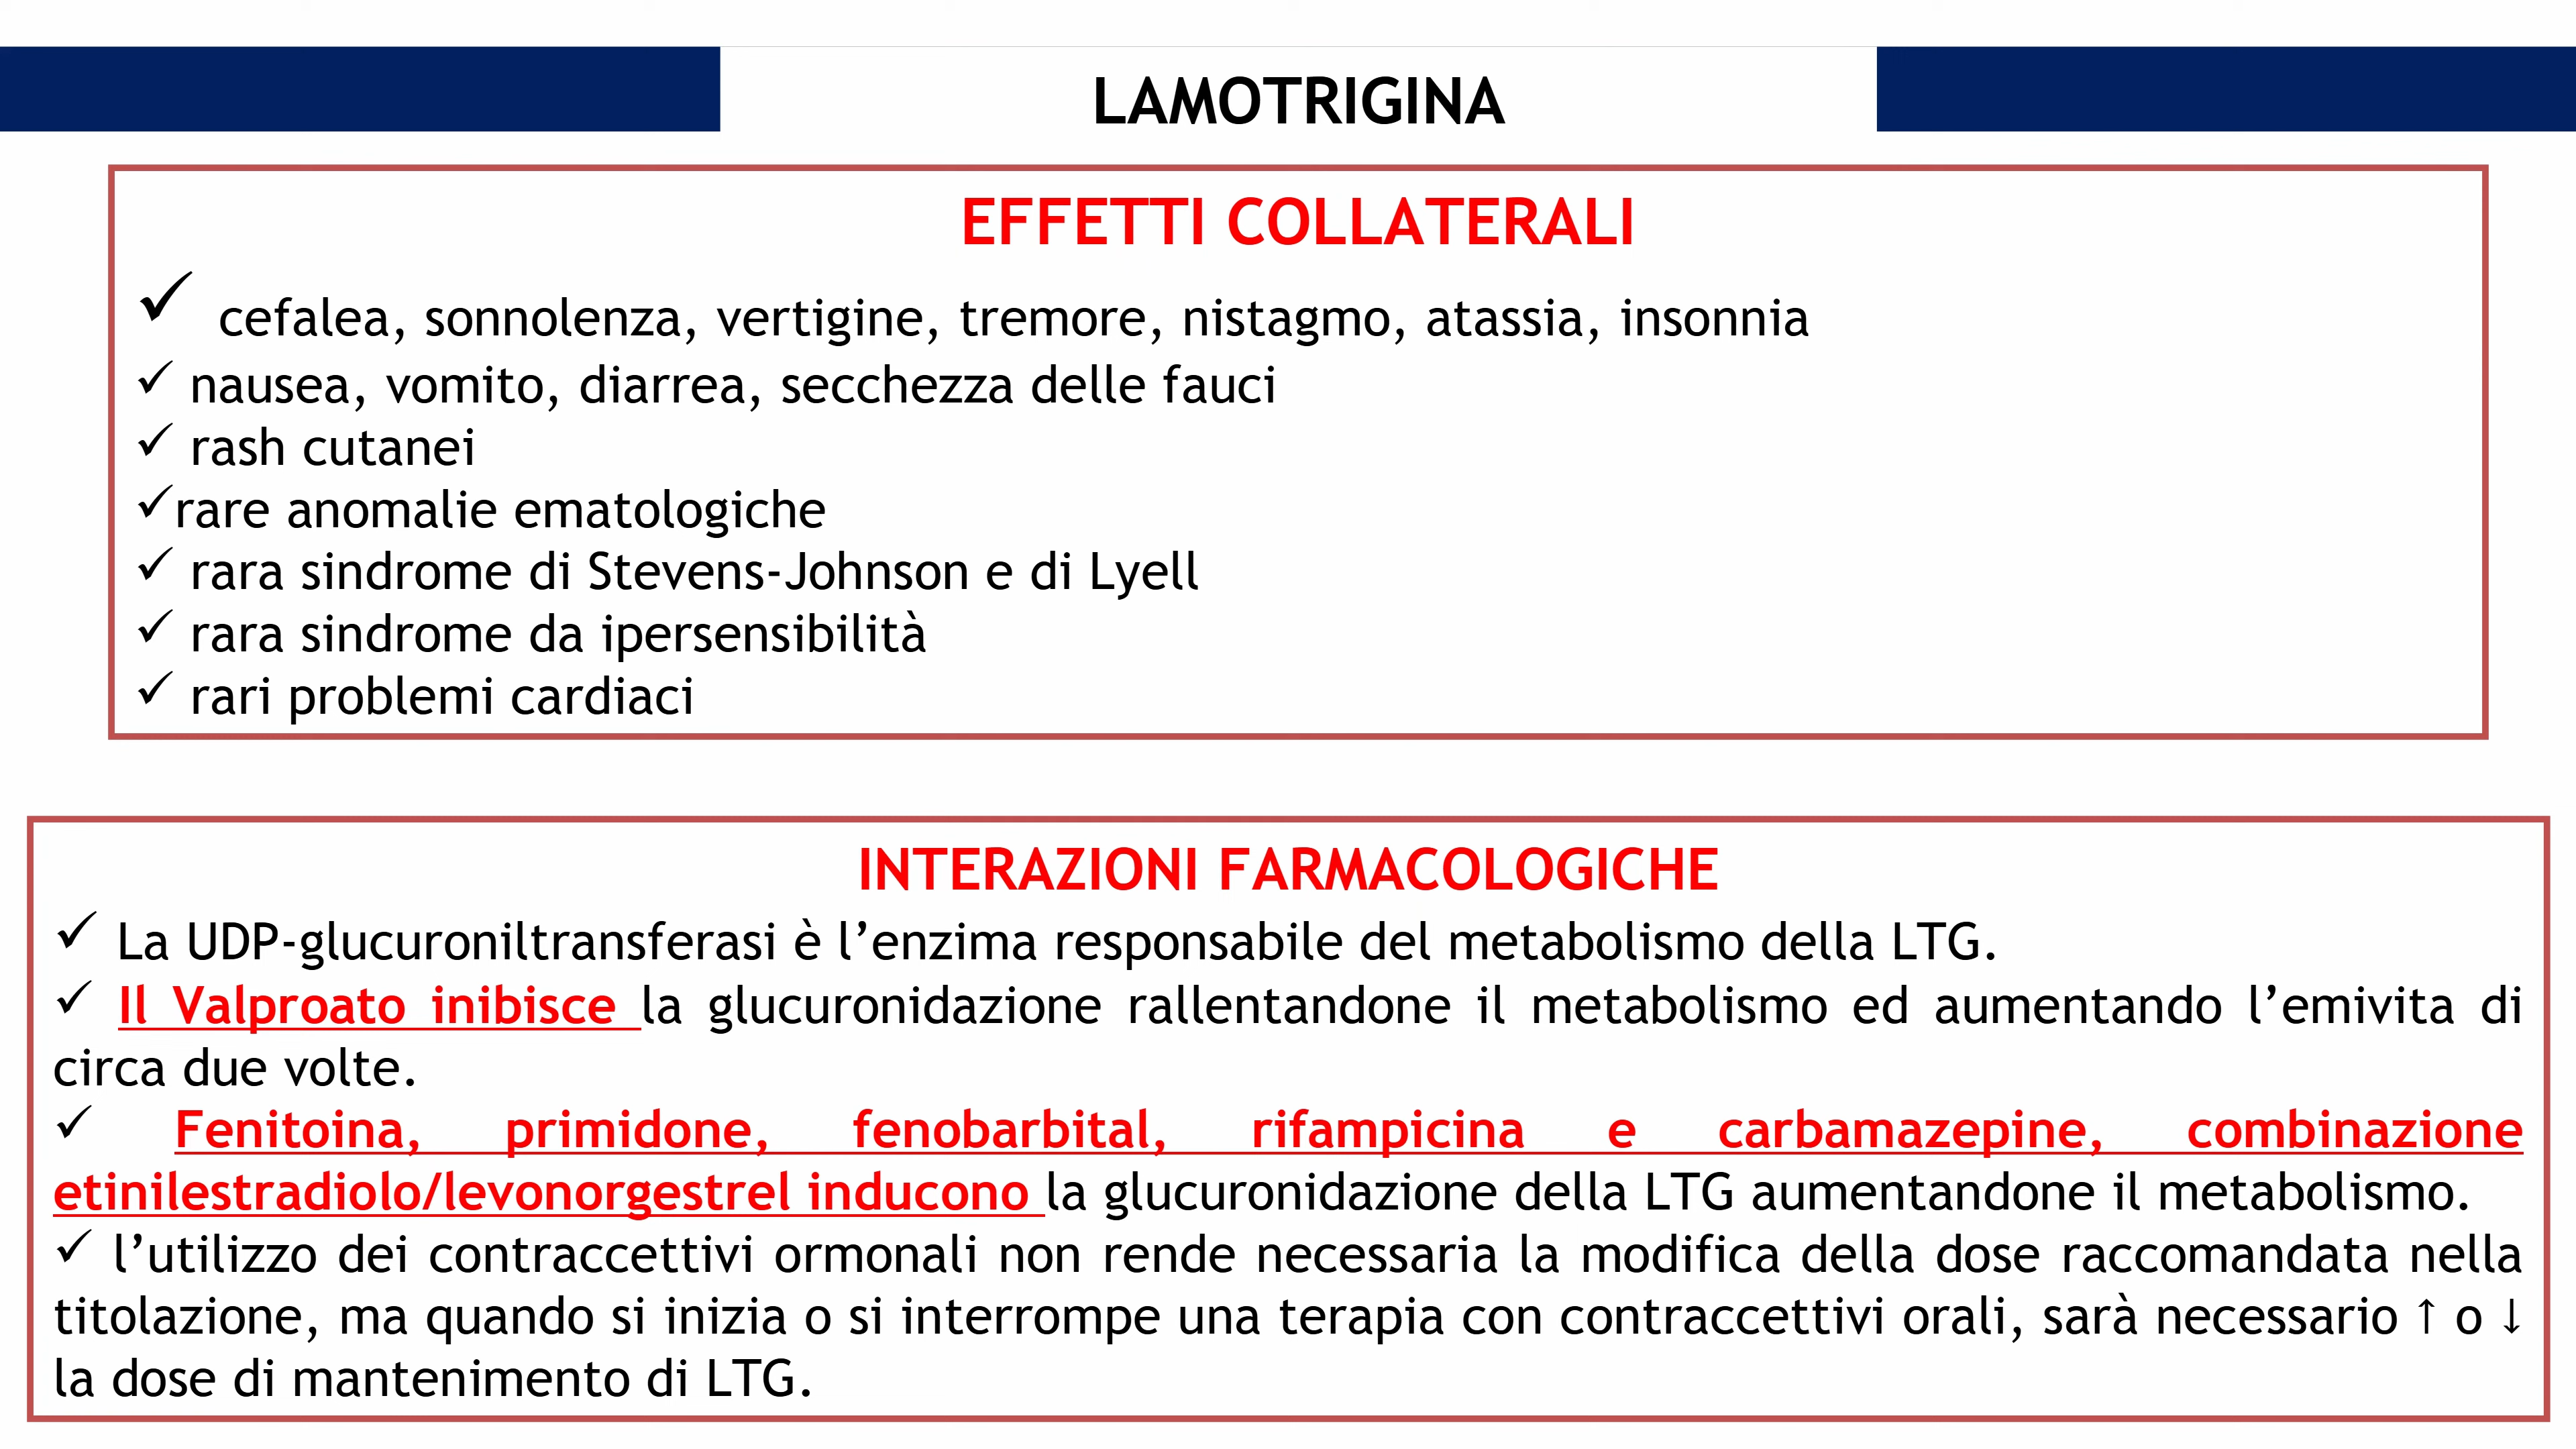 LAMOTRIGINA
EFFETTI COLLATERALI
✓ cefalea, sonnolenza, vertigine, tremore, nistagmo, atassia, insonnia
✓ nausea, vomito, diarrea, secchezza delle fauci
✓ rash cutanei
✓rare anomalie ematologiche
✓ rara sindrome di Stevens-Johnson e di Lyell
✓ rara sindrome da ipersensibilità
✓ rari problemi cardiaci
INTERAZIONI FARMACOLOGICHE
✓ La UDP-glucuroniltransferasi è l’enzima responsabile del metabolismo della LTG.
✓ Il Valproato inibisce la glucuronidazione rallentandone il metabolismo ed aumentando l’emivita di
circa due volte.
✓ Fenitoina, primidone, fenobarbital, rifampicina e carbamazepine, combinazione
etinilestradiolo/levonorgestrel inducono la glucuronidazione della LTG aumentandone il metabolismo.
✓ l’utilizzo dei contraccettivi ormonali non rende necessaria la modifica della dose raccomandata nella
titolazione, ma quando si inizia o si interrompe una terapia con contraccettivi orali, sarà necessario ↑ o ↓
la dose di mantenimento di LTG.